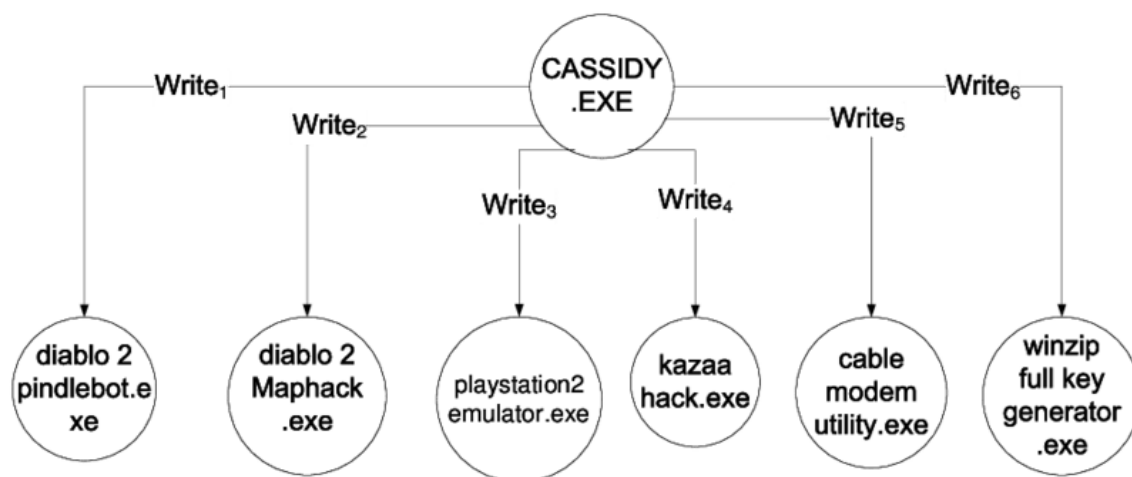 CASSIDY
.EXE
Write₁
Write₂
Write₃
Write₄
Write₅
Write₆
diablo 2
pindlebot.e
xe
diablo 2
Maphack
.exe
playstation2
emulator.exe
kazaa
hack.exe
cable
modem
utility.exe
winzip
full key
generator
.exe